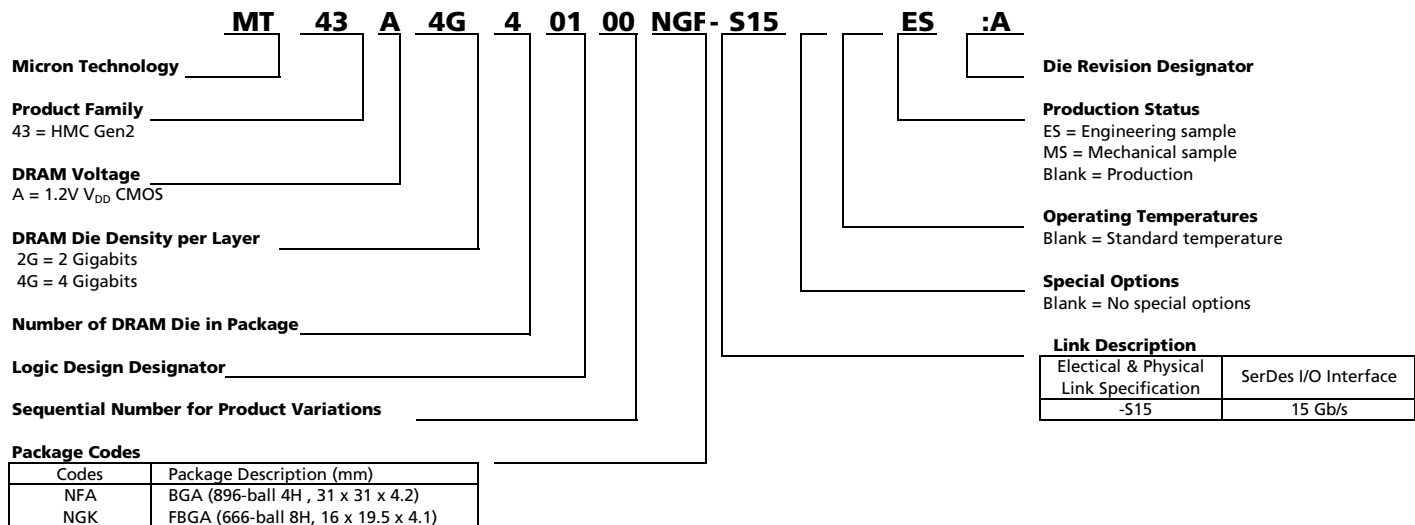 MT 43 A 4G 4 01 00 NGF- S15 ES :A
Micron Technology
Product Family
43 = HMC Gen2
DRAM Voltage
A = 1.2V VDD CMOS
DRAM Die Density per Layer
2G = 2 Gigabits
4G = 4 Gigabits
Number of DRAM Die in Package
Logic Design Designator
Sequential Number for Product Variations
Package Codes
Codes Package Description (mm)
NFA BGA (896-ball 4H , 31 x 31 x 4.2)
NGK FBGA (666-ball 8H, 16 x 19.5 x 4.1)
Die Revision Designator
Production Status
ES = Engineering sample
MS = Mechanical sample
Blank = Production
Operating Temperatures
Blank = Standard temperature
Special Options
Blank = No special options
Link Description
Electical & Physical
Link Specification
SerDes I/O Interface
-S15 15 Gb/s